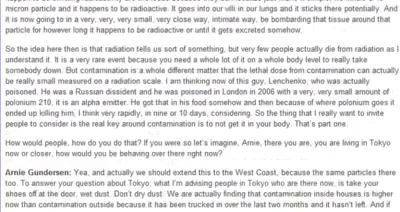 micron particle and it happens to be radioactive. It goes into our villi in our lungs and it sticks there potentially. And it
is now going to in a very, very, very small, very close way, intimate way, be bombarding that tissue around that
particle for however long it happens to be radioactive or until it gets excreted somehow.
So the idea here then is that radiation tells us sort of something, but very few people actually die from radiation as I
understand it. It is a very rare event because you need a whole lot of it on a whole body level to really take
somebody down. But contamination is a whole different matter that the lethal dose from contamination can actually
be really small measured on a radiation scale. I am thinking now of this guy, Lenchenko, who was actually
poisoned. He was a Russian dissident and he was poisoned in London in 2006 with a very, very small amount of
polonium 210, it is an alpha emitter. He got that in his food somehow and then because of where polonium goes it
ended up killing him, I think very rapidly, in nine or 10 days, considering. So the thing that I really want to invite
people to consider is the real key around contamination is to not get it in your body. That's part one.
How would people, how do you do that? If you were so let's imagine, Arnie, there you are, you are living in Tokyo
now or closer, how would you be behaving over there right now?
Arnie Gundersen: Yea, and actually we should extend this to the West Coast, because the same particles there
too. To answer your question about Tokyo; what I'm advising people in Tokyo who are there now, is take your
shoes off at the door, wet dust. Don't dry dust. We are actually finding that contamination inside houses is higher
now than contamination outside because it has been trucked in over the last two months and it hasn't left. And if